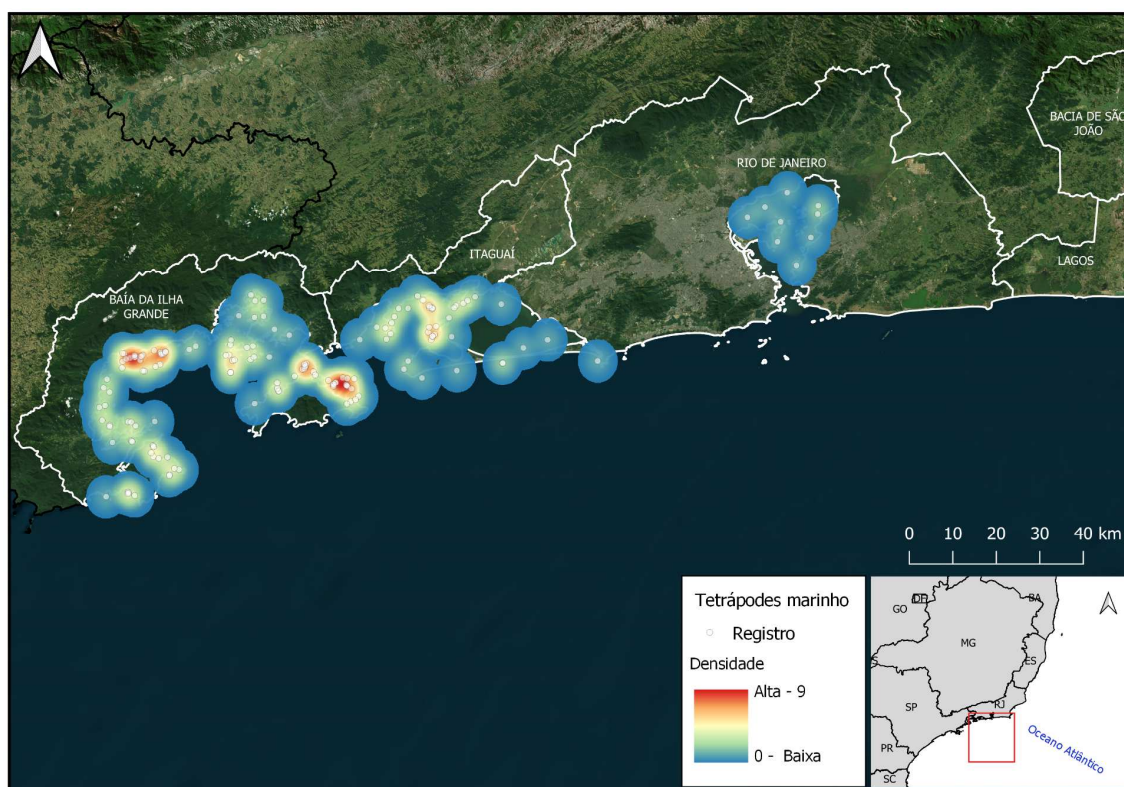 BACIA DE SÃO
JOÃO
RIO DE JANEIRO
ITAGUAÍ
LAGOS
BAÍA DA ILHA
GRANDE
0 10 20 30 40 km
Tetrápodes marinho
Registro
Densidade
Alta - 9
0 - Baixa
GO
DF
BA
MG
S
ES
SP
RJ
PR
SC
Oceano Atlântico